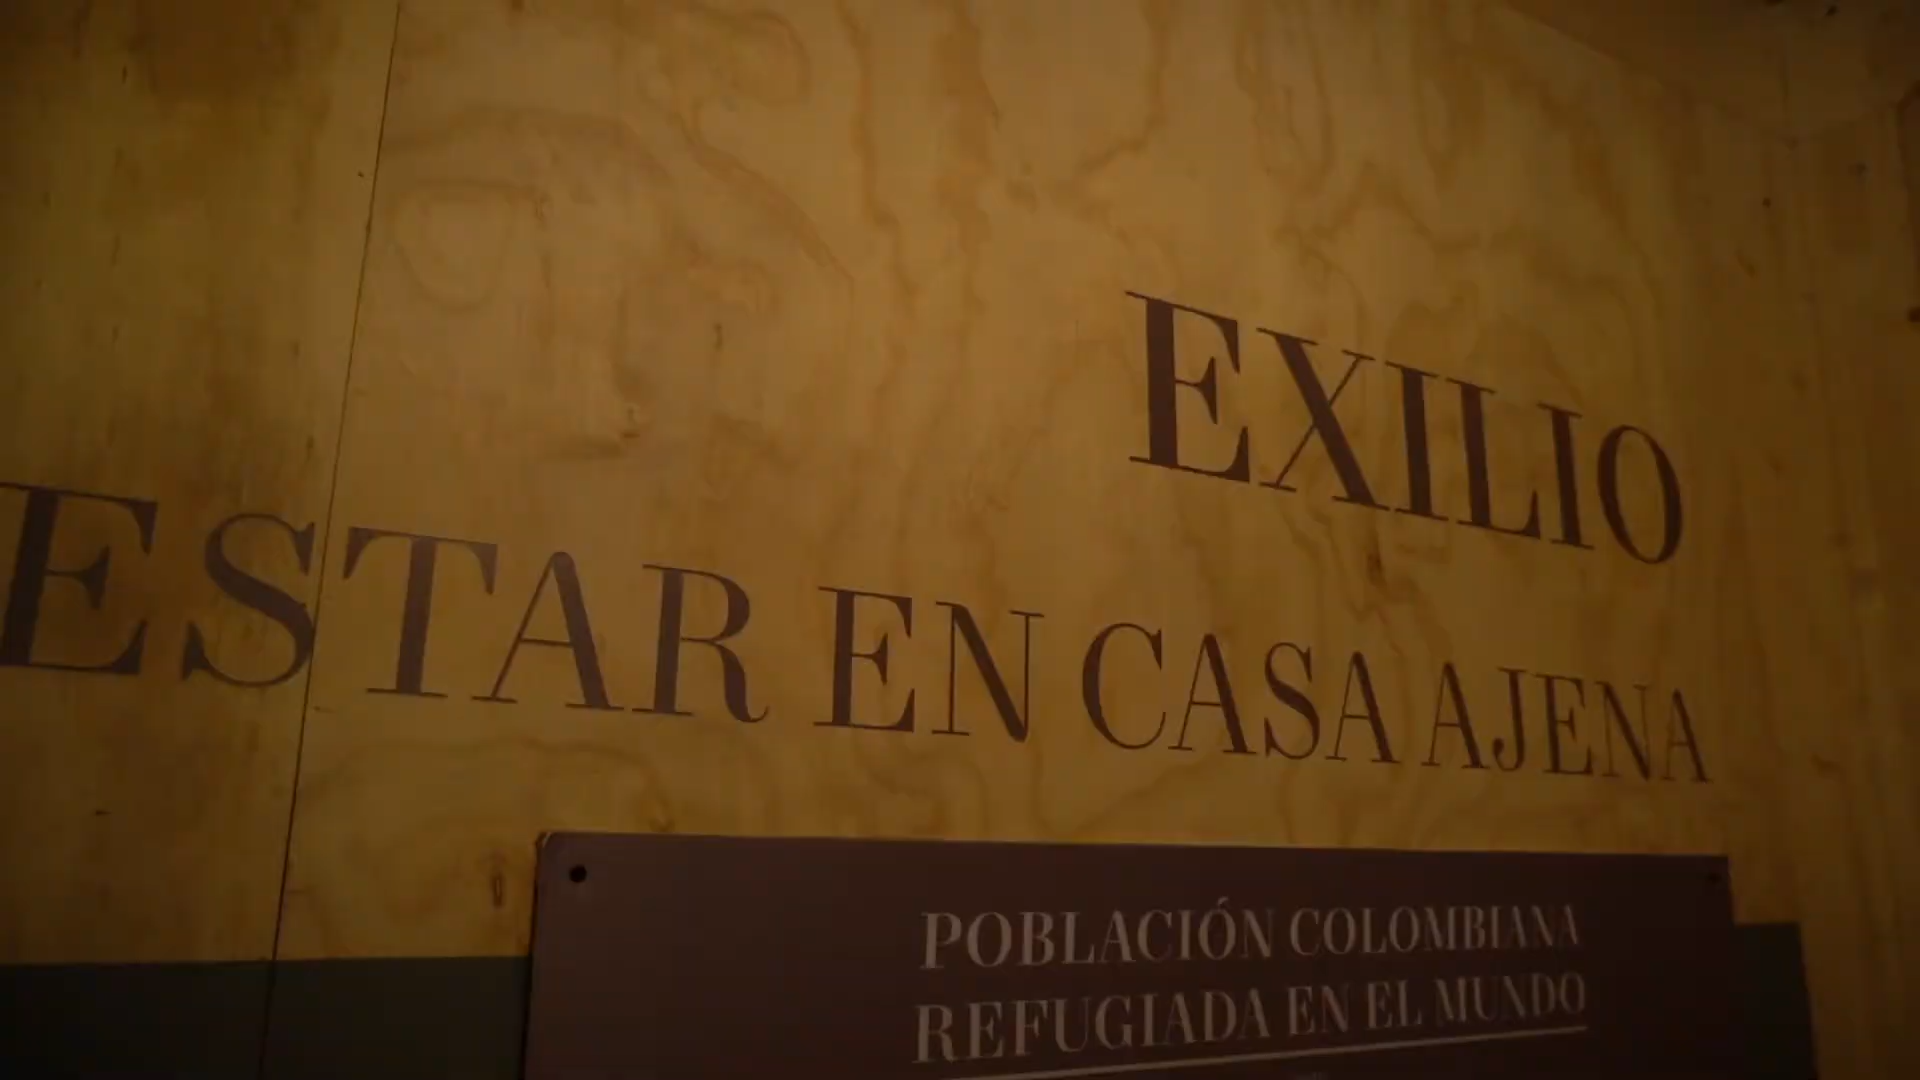 EXILIO
ESTAR EN CASA AJENA
POBLACIÓN COLOMBIANA
REFUGIADA EN EL MUNDO